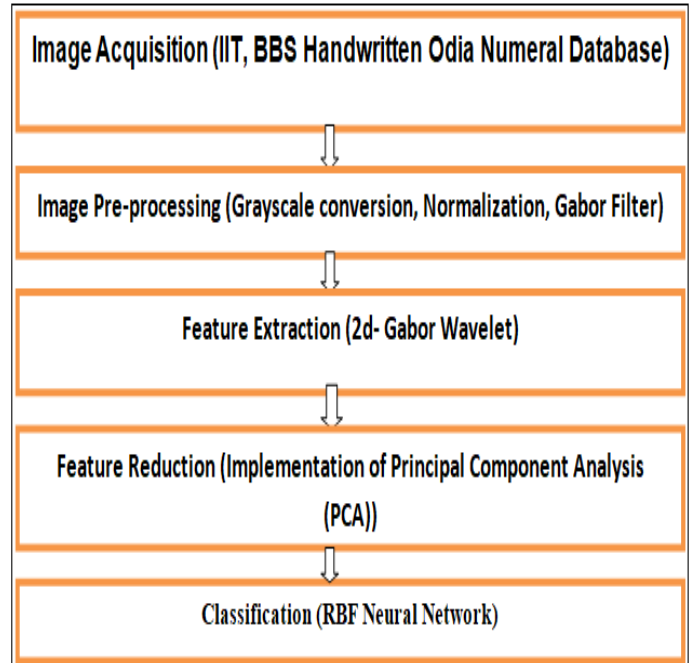 Image Acquisition (IIT, BBS Handwritten Odia Numeral Database)
Image Pre-processing (Grayscale conversion, Normalization, Gabor Filter)
Feature Extraction (2d- Gabor Wavelet)
Feature Reduction (Implementation of Principal Component Analysis
(PCA))
Classification (RBF Neural Network)